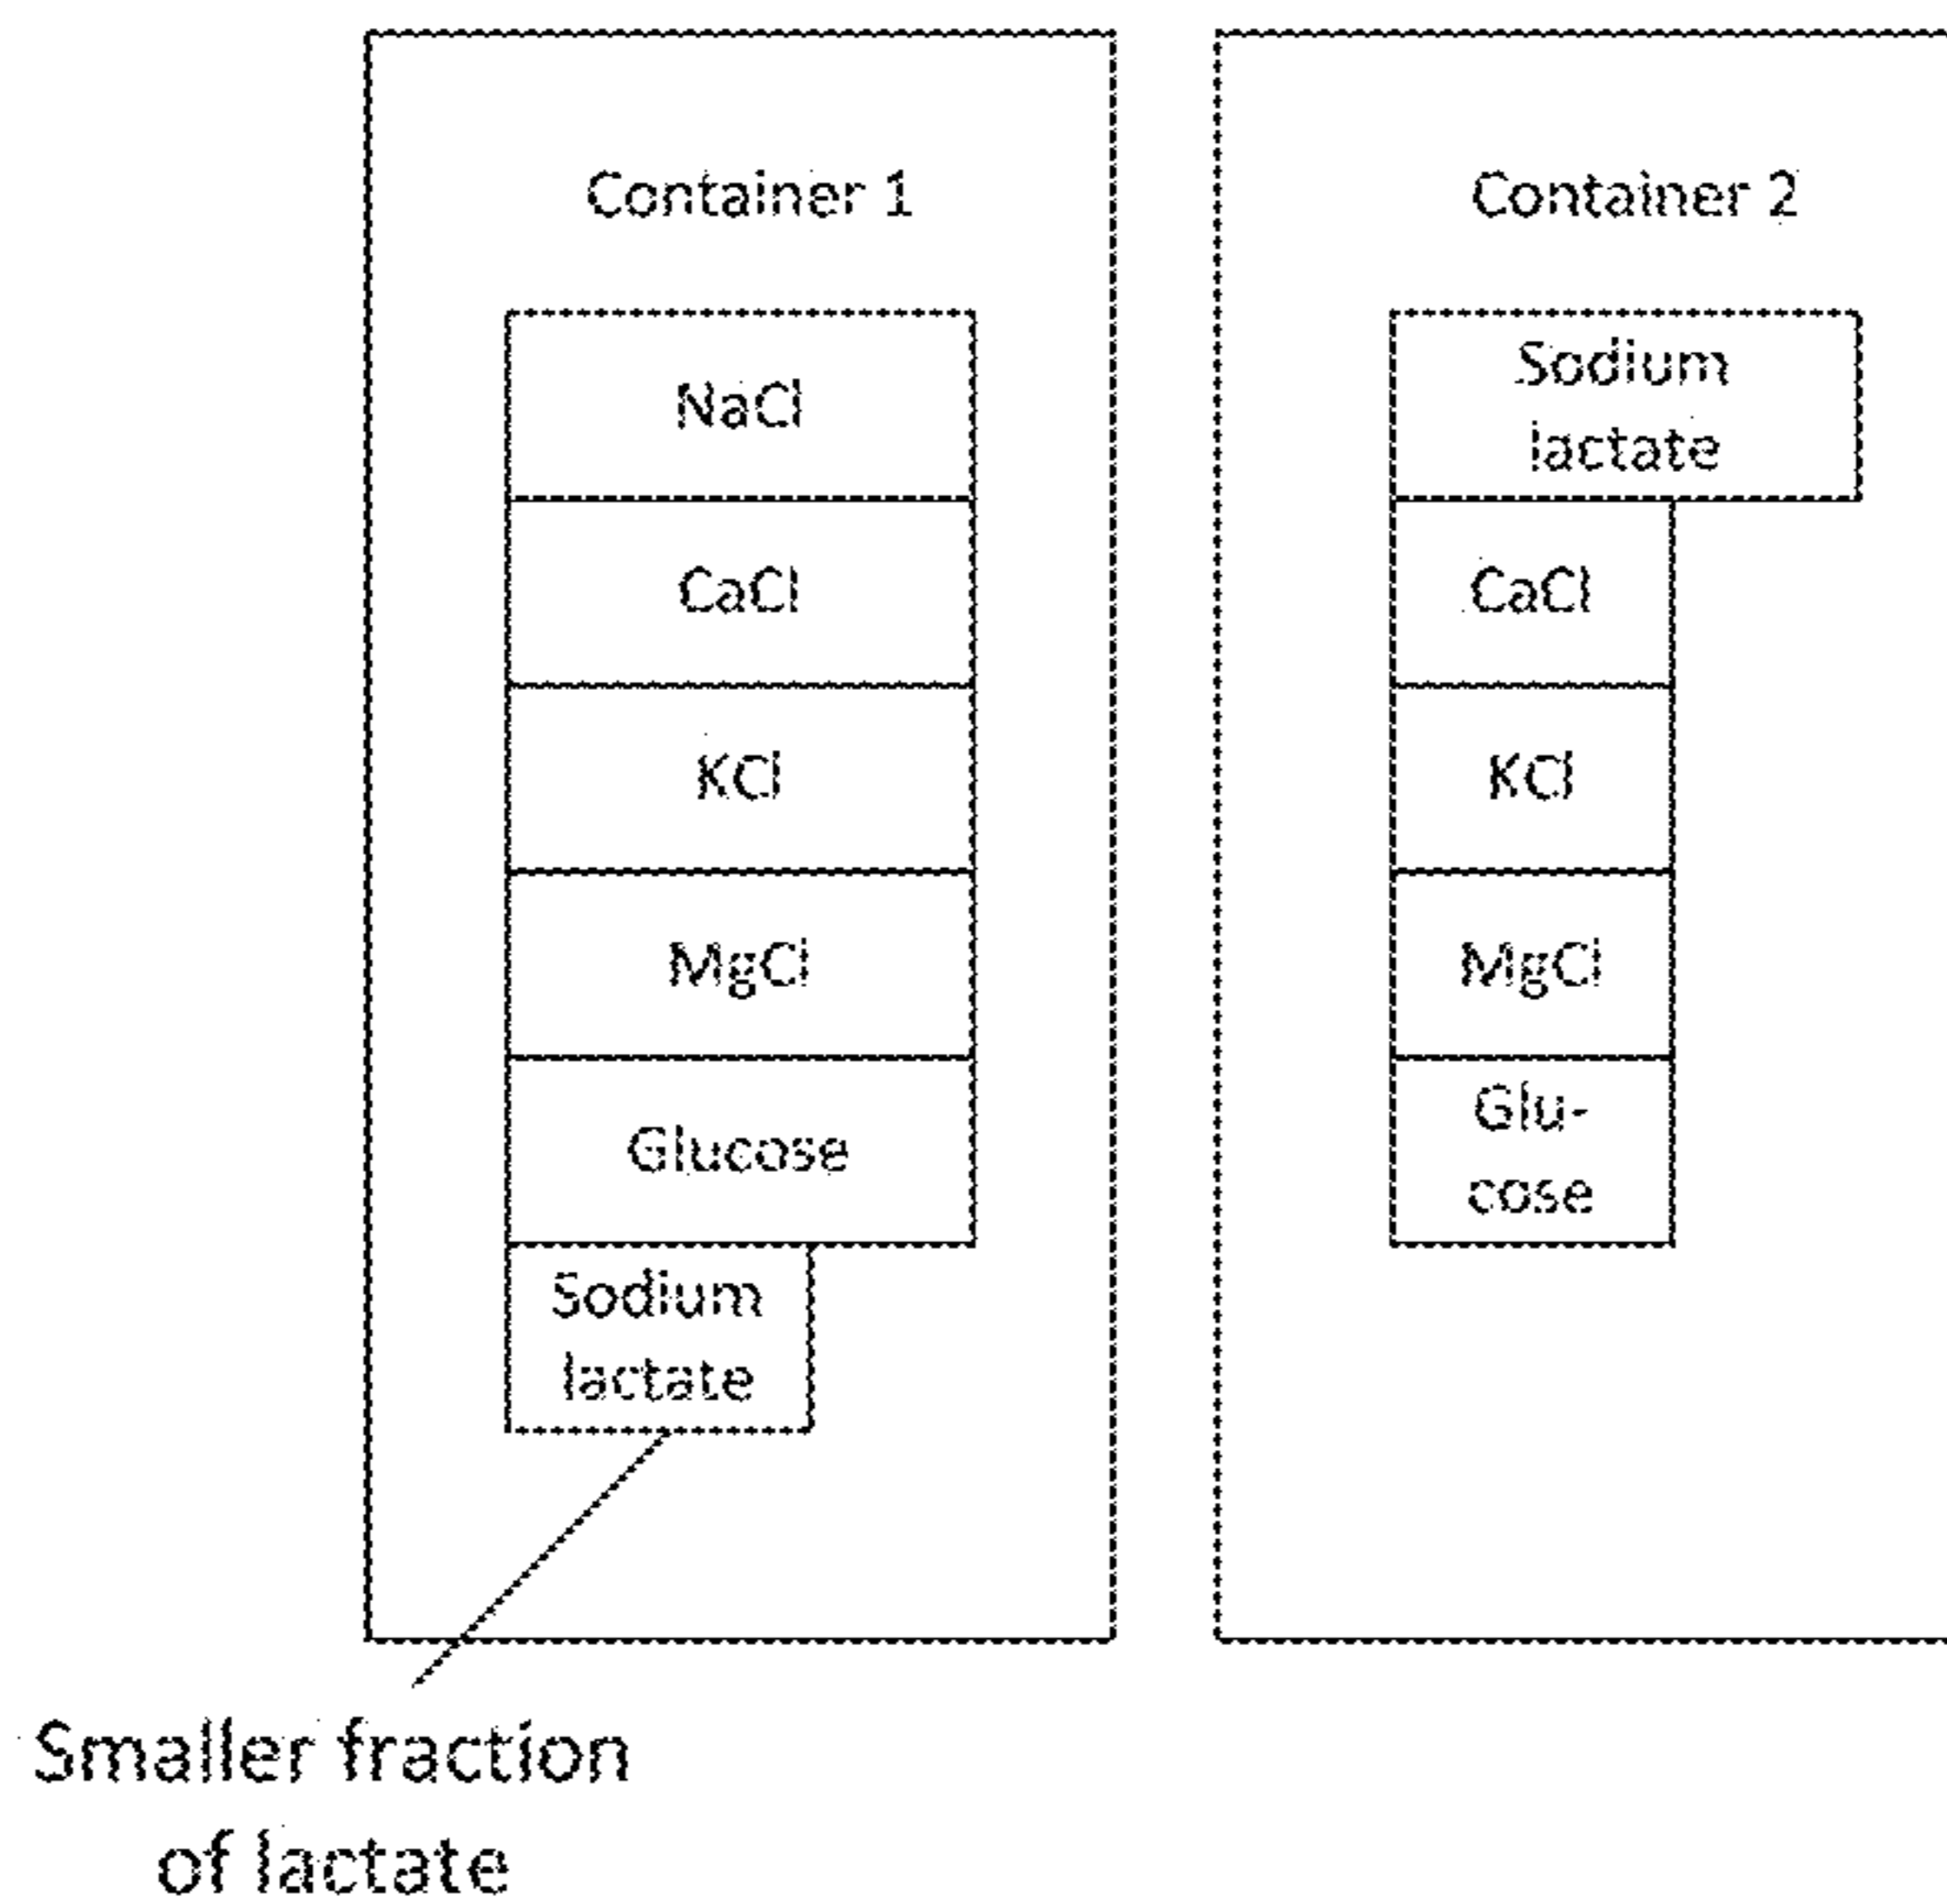 Container 1
NaCl
CaCl
KCl
MgCl
Glucose
Sodium
lactate
Smaller fraction
of lactate
Container 2
Sodium
lactate
CaCl
KCl
MgCl
Glu-
cose